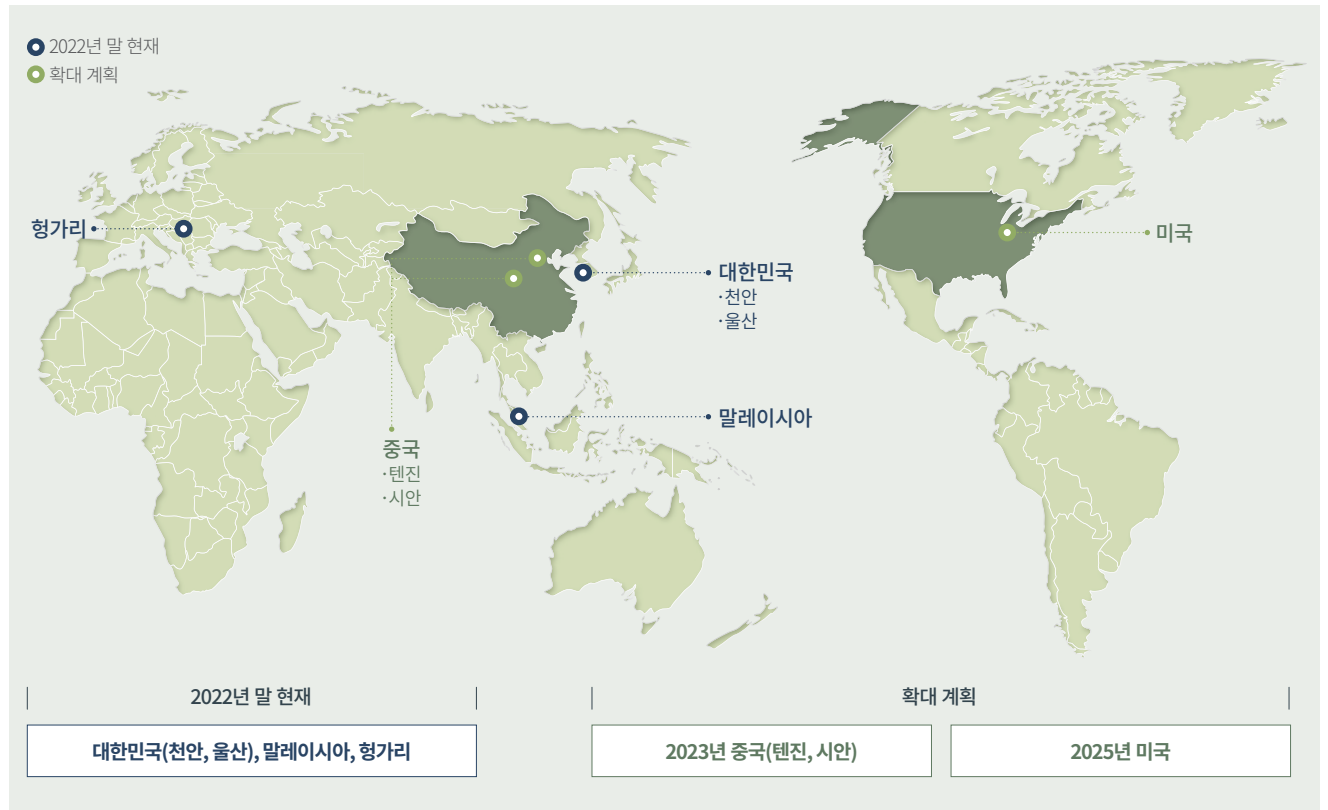 2022년 말 현재
확대 계획
헝가리
미국
대한민국
·천안
·울산
말레이시아
중국
·텐진
·시안
2022년 말 현재
확대 계획
대한민국(천안, 울산), 말레이시아, 헝가리
2023년 중국(텐진, 시안)
2025년 미국